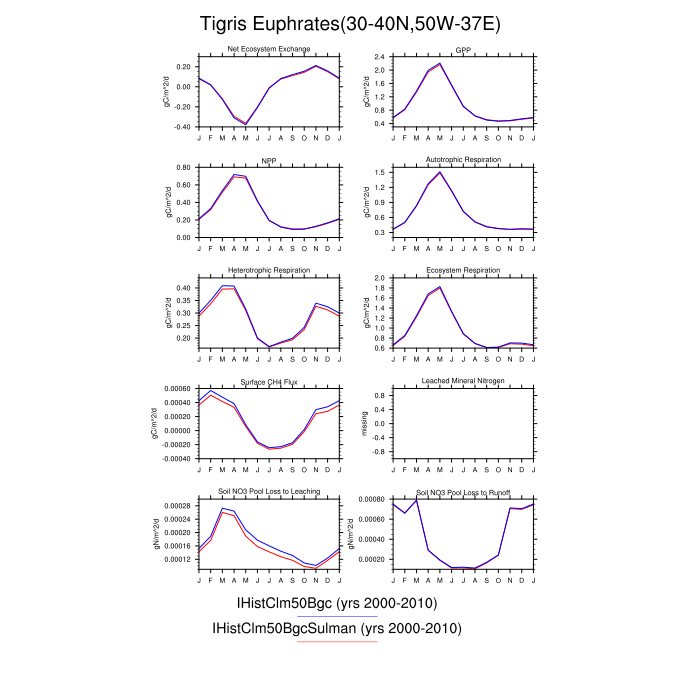 Tigris Euphrates(30-40N,50W-37E)
Net Ecosystem Exchange
gC/m^2/d
0.20
0.00
-0.20
-0.40
J F M A M J J A S O N D J
GPP
gC/m^2/d
2.4
2.0
1.6
1.2
0.8
0.4
J F M A M J J A S O N D J
NPP
gC/m^2/d
0.80
0.60
0.40
0.20
0.00
J F M A M J J A S O N D J
Autotrophic Respiration
gC/m^2/d
1.5
1.2
0.9
0.6
0.3
J F M A M J J A S O N D J
Heterotrophic Respiration
gC/m^2/d
0.40
0.35
0.30
0.25
0.20
J F M A M J J A S O N D J
Ecosystem Respiration
gC/m^2/d
2.0
1.8
1.6
1.4
1.2
1.0
0.8
0.6
J F M A M J J A S O N D J
Surface CH4 Flux
gC/m^2/d
0.00060
0.00040
0.00020
0.00000
-0.00020
-0.00040
J F M A M J J A S O N D J
Leached Mineral Nitrogen
missing
0.8
0.4
0.0
-0.4
-0.8
J F M A M J J A S O N D J
Soil NO3 Pool Loss to Leaching
gN/m^2/d
0.00028
0.00024
0.00020
0.00016
0.00012
J F M A M J J A S O N D J
Soil NO3 Pool Loss to Runoff
gN/m^2/d
0.00080
0.00060
0.00040
0.00020
J F M A M J J A S O N D J
IHistClm50Bgc (yrs 2000-2010)
IHistClm50BgcSulman (yrs 2000-2010)